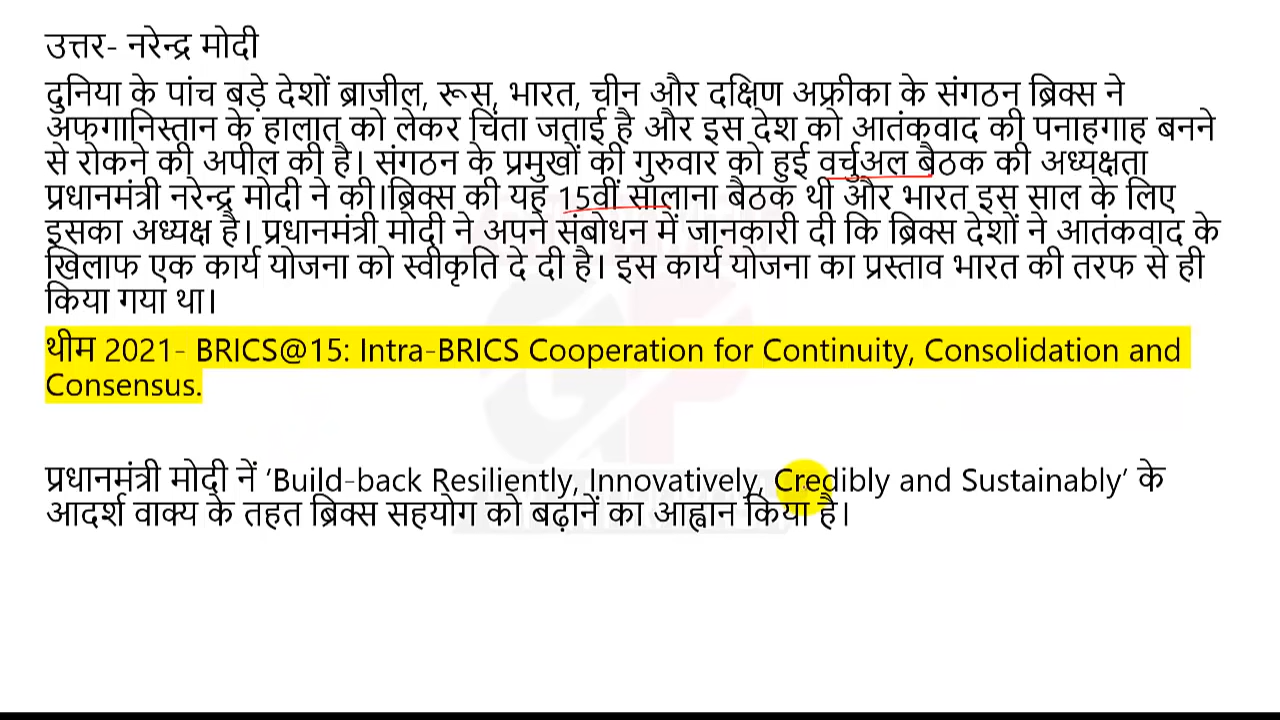 उत्तर- नरेन्द्र मोदी
दुनिया के पांच बड़े देशों ब्राजील, रूस, भारत, चीन और दक्षिण अफ्रीका के संगठन ब्रिक्स ने
अफगानिस्तान के हालात को लेकर चिंता जताई है और इस देश को आतंकवाद की पनाहगाह बनने
से रोकने की अपील की है। संगठन के प्रमुखों की गुरुवार को हुई वर्चुअल बैठक की अध्यक्षता
प्रधानमंत्री नरेन्द्र मोदी ने की।ब्रिक्स की यह 15वीं सालाना बैठक थी और भारत इस साल के लिए
इसका अध्यक्ष है। प्रधानमंत्री मोदी ने अपने संबोधन में जानकारी दी कि ब्रिक्स देशों ने आतंकवाद के
खिलाफ एक कार्य योजना को स्वीकृति दे दी है। इस कार्य योजना का प्रस्ताव भारत की तरफ से ही
किया गया था।
थीम 2021- BRICS@15: Intra-BRICS Cooperation for Continuity, Consolidation and
Consensus.
प्रधानमंत्री मोदी नें ‘Build-back Resiliently, Innovatively, Credibly and Sustainably’ के
आदर्श वाक्य के तहत ब्रिक्स सहयोग को बढ़ानें का आह्वान किया है।